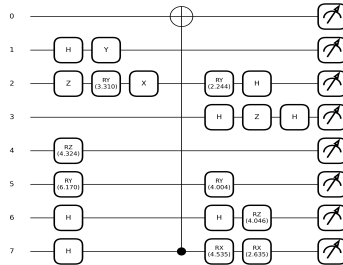 0
1 H Y
2 Z RY (3.310) X RY (2.244) H
3 H Z H
4 RZ (4.324)
5 RY (6.170) RY (4.004)
6 H H RZ (4.046)
7 H RX (4.535) RX (2.635)